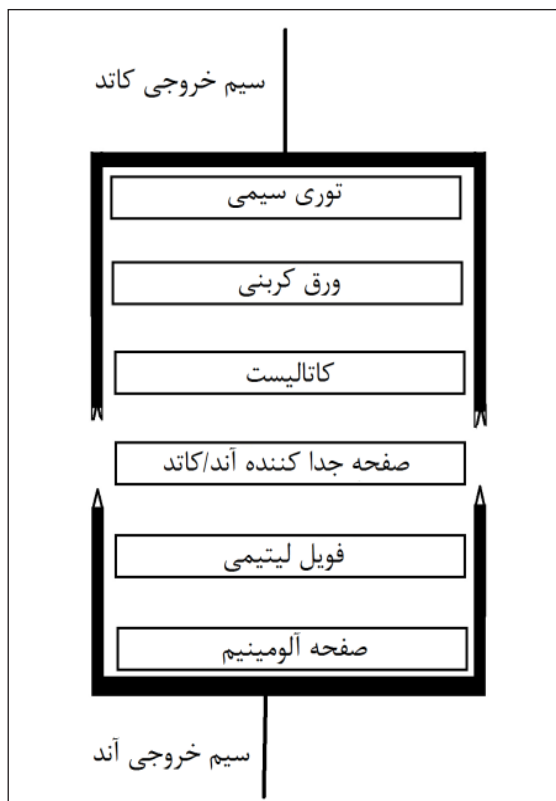 سیم خروجی کاتد
توری سیمی
ورق کربنی
کاتالیست
صفحه جدا کننده آند/کاتد
فویل لیتیمی
صفحه آلومینیم
سیم خروجی آند